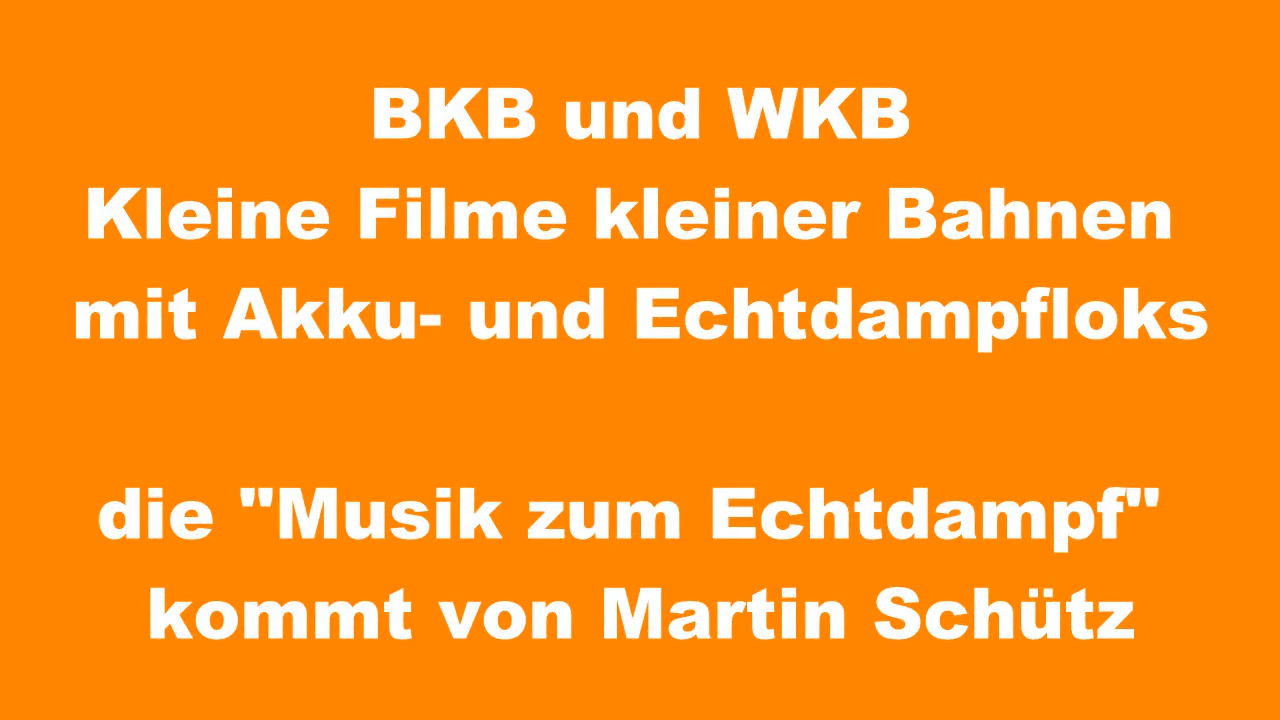 BKB und WKB
Kleine Filme kleiner Bahnen
mit Akku- und Echtdampfloks
die "Musik zum Echtdampf"
kommt von Martin Schütz